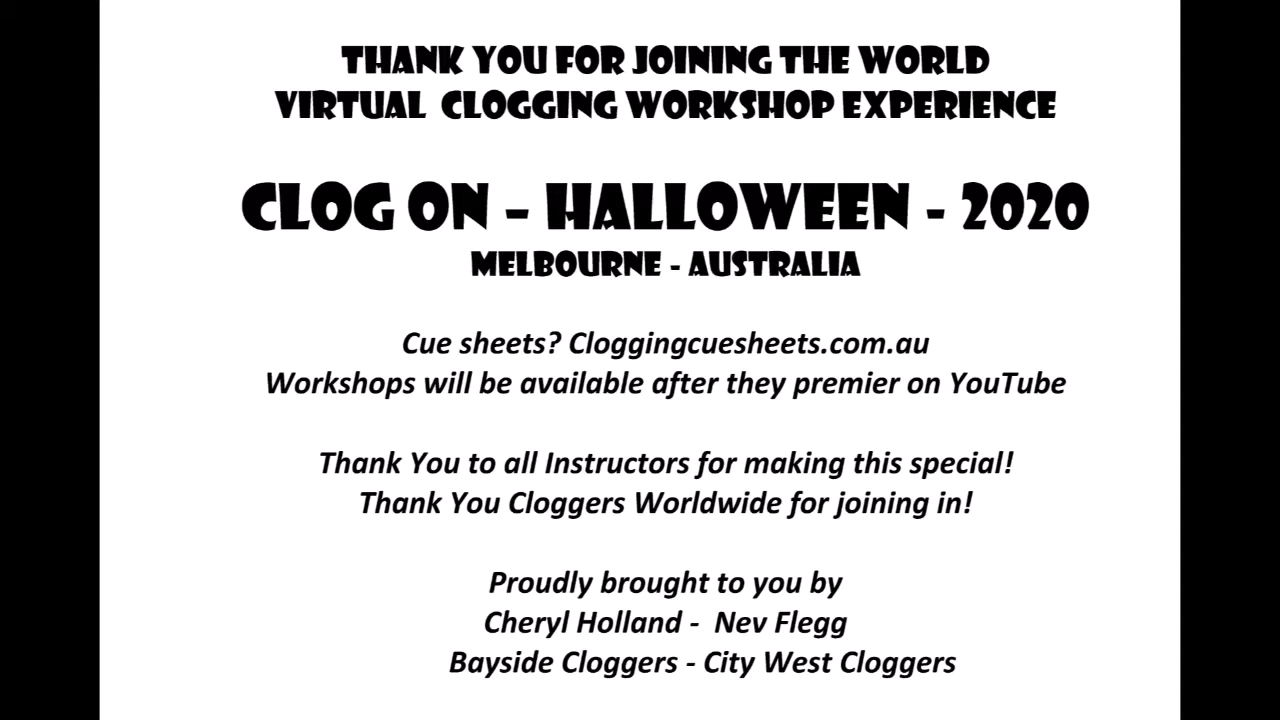 THANK YOU FOR JOINING THE WORLD
VIRTUAL CLOGGING WORKSHOP EXPERIENCE
CLOG ON – HALLOWEEN - 2020
MELBOURNE - AUSTRALIA
Cue sheets? Cloggingcuesheets.com.au
Workshops will be available after they premier on YouTube
Thank You to all Instructors for making this special!
Thank You Cloggers Worldwide for joining in!
Proudly brought to you by
Cheryl Holland - Nev Flegg
Bayside Cloggers - City West Cloggers